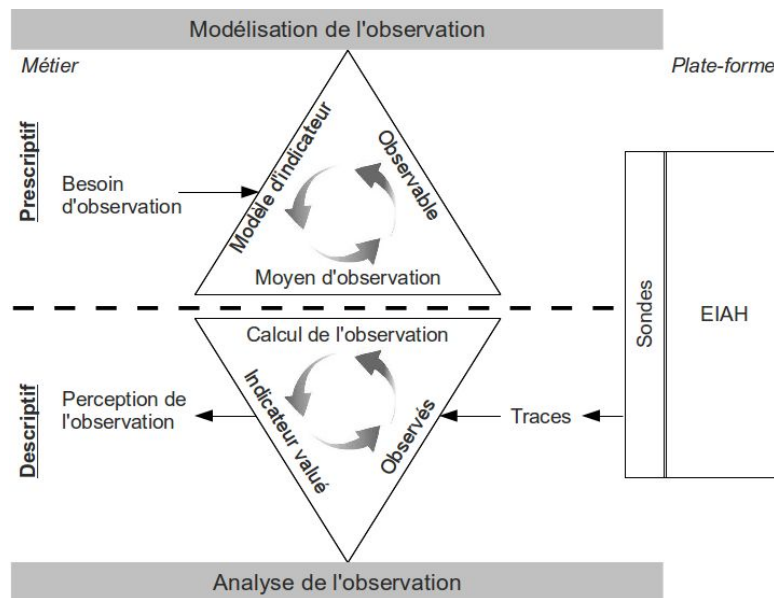 Modélisation de l'observation
Métier
Plate-forme
Prescriptif
Besoin
d'observation
Modèle d'indicateur
Observable
Moyen d'observation
Calcul de l'observation
Descriptif
Perception de
l'observation
Indicateur valué
Observés
Traces
Sondes
EIAH
Analyse de l'observation